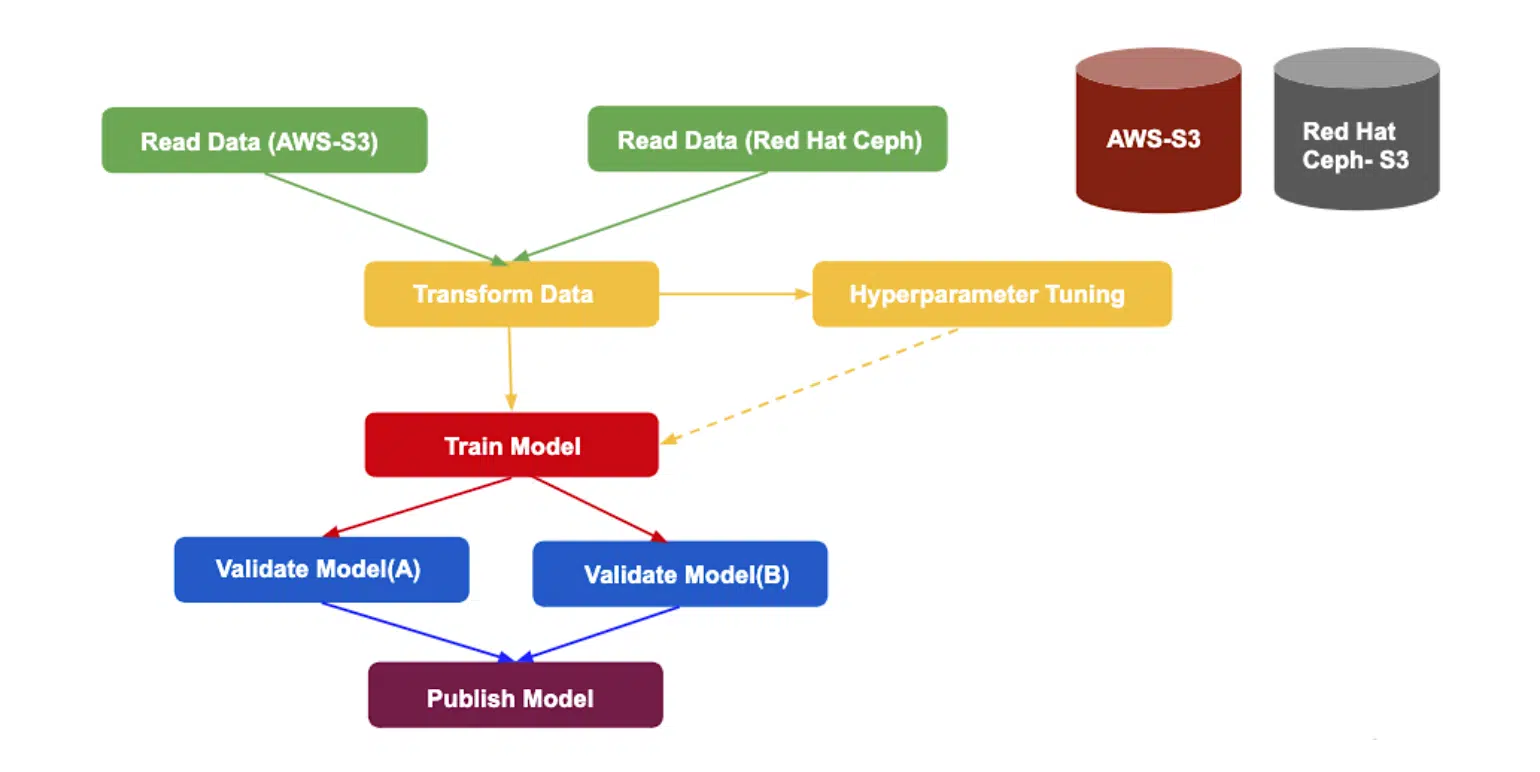 Read Data (AWS-S3)
Read Data (Red Hat Ceph)
AWS-S3
Red Hat
Ceph- S3
Transform Data
Hyperparameter Tuning
Train Model
Validate Model(A)
Validate Model(B)
Publish Model